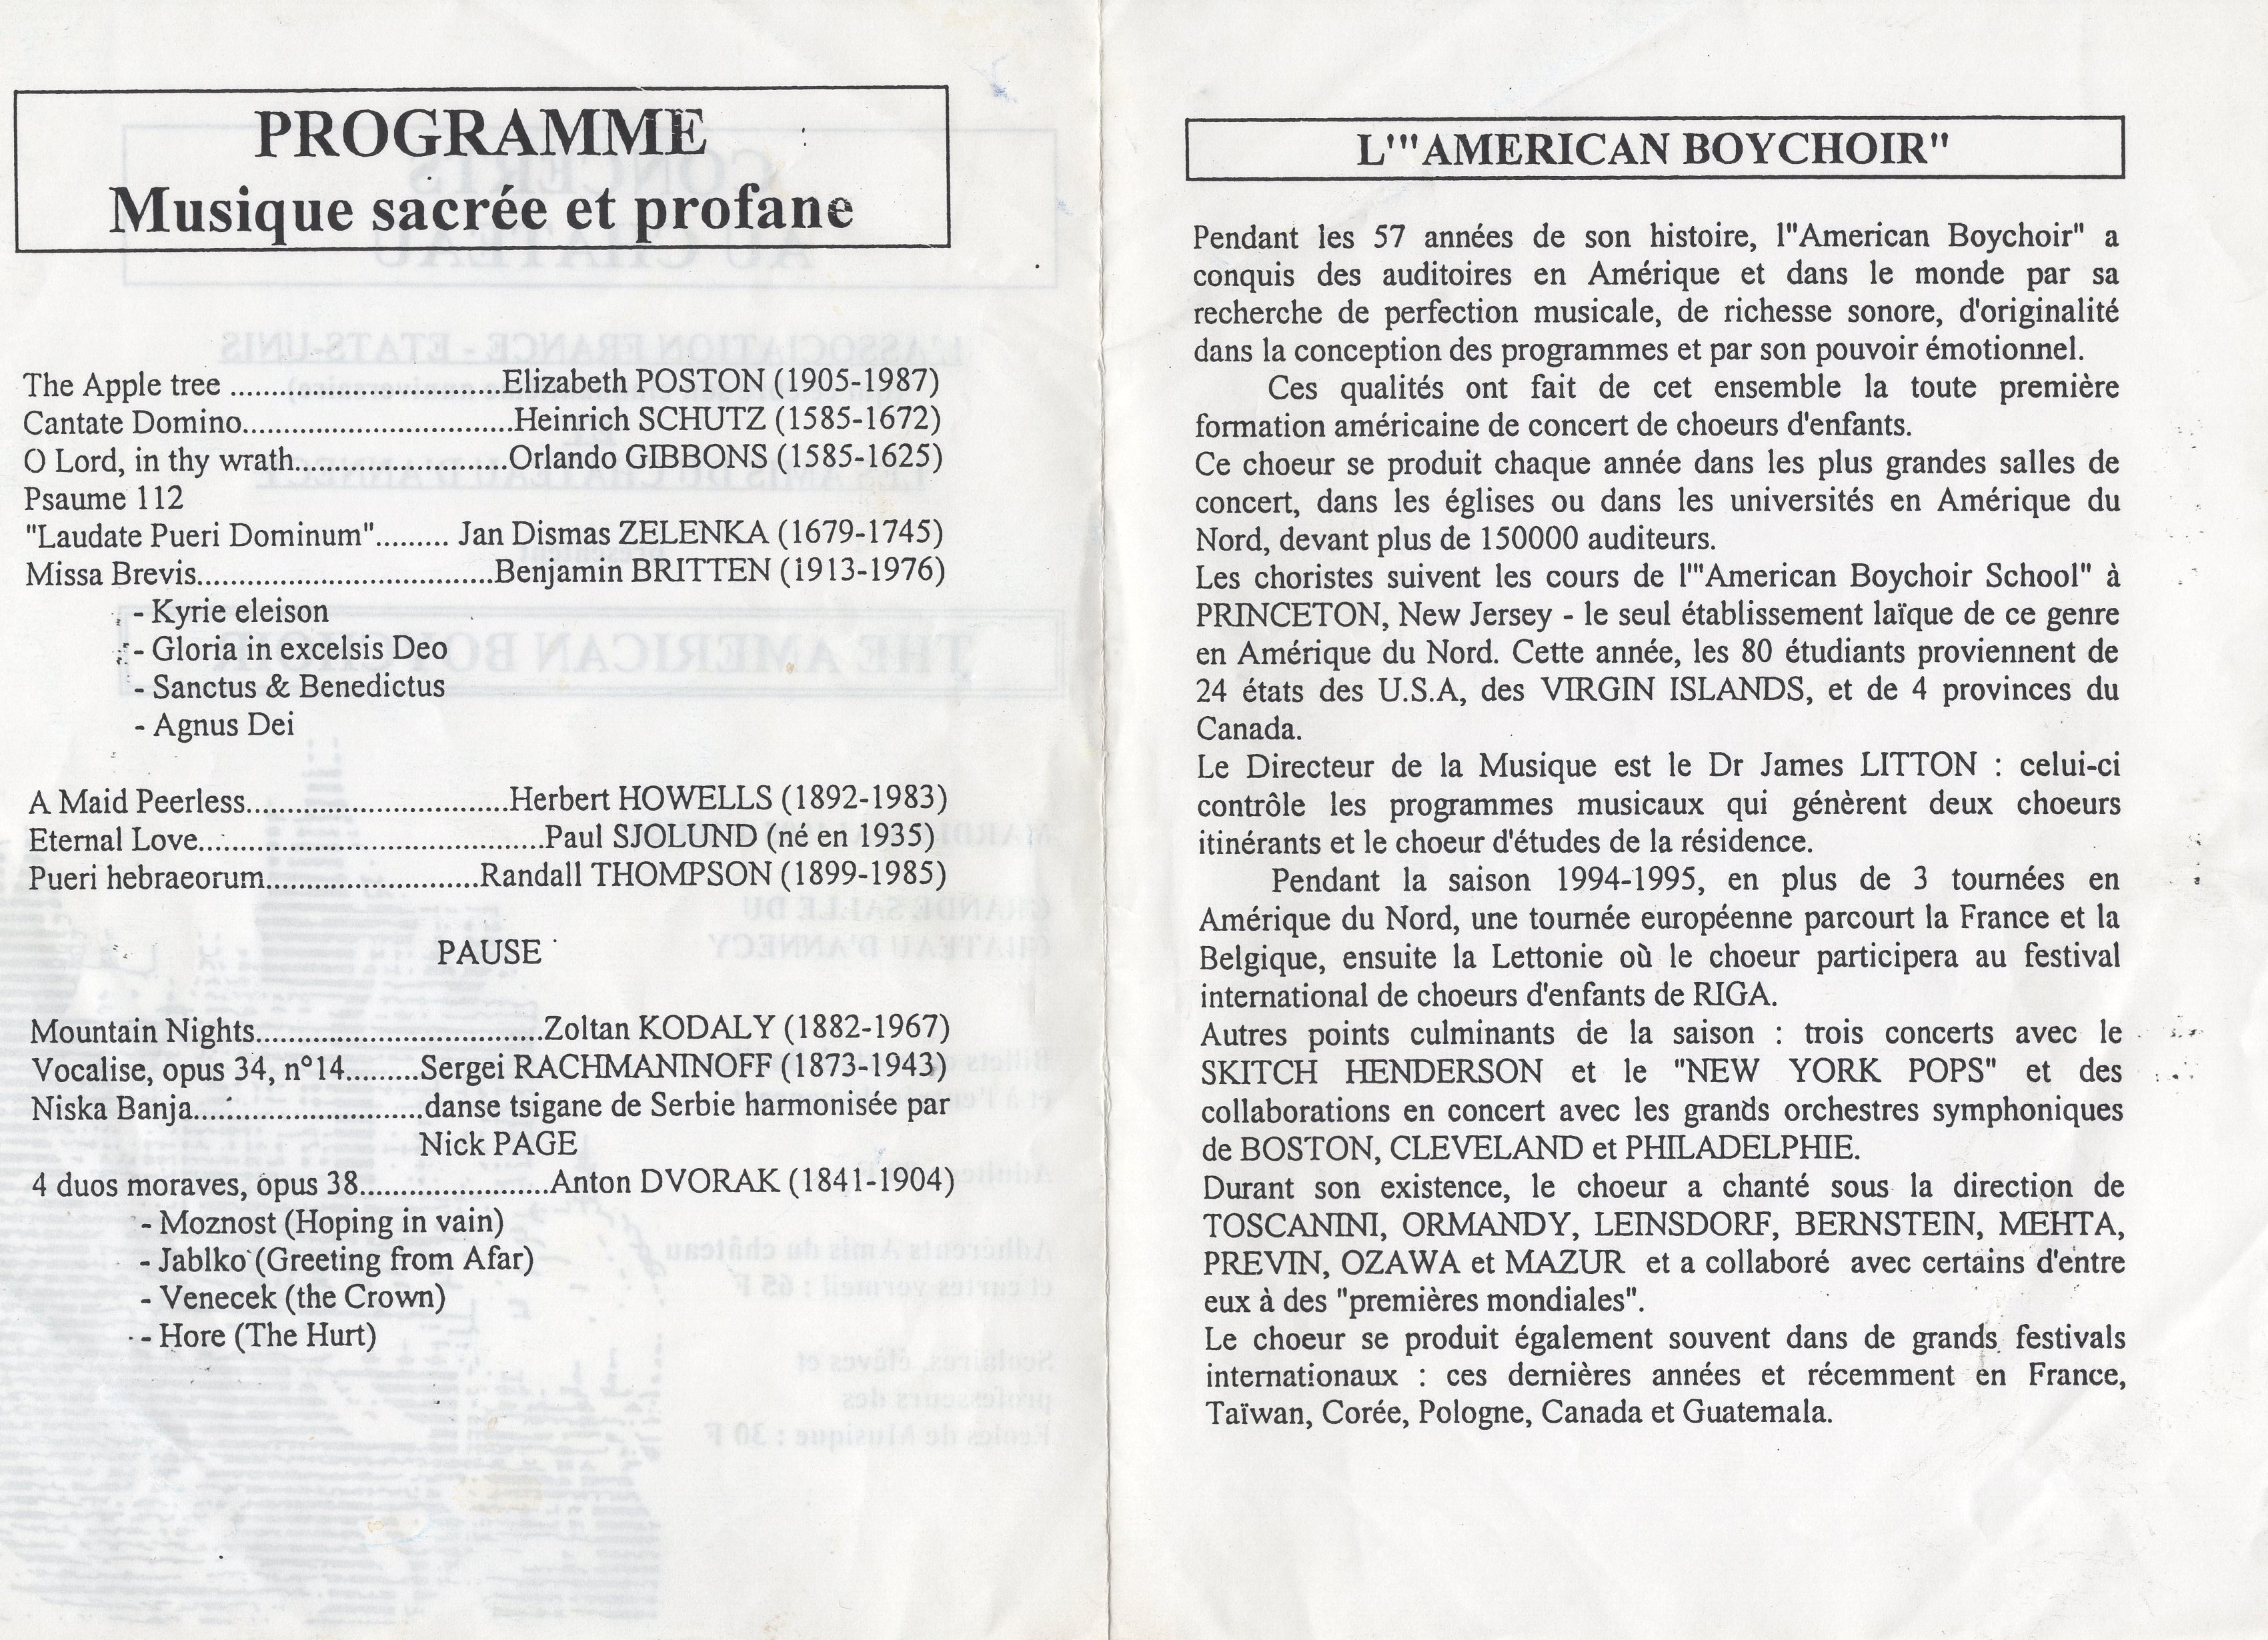 PROGRAMME
Musique sacrée et profane
The Apple tree ................................Elizabeth POSTON (1905-1987)
Cantate Domino................................Heinrich SCHUTZ (1585-1672)
O Lord, in thy wrath.........................Orlando GIBBONS (1585-1625)
Psaume 112
"Laudate Pueri Dominum"......... Jan Dismas ZELENKA (1679-1745)
Missa Brevis...................................Benjamin BRITTEN (1913-1976)
- Kyrie eleison
- Gloria in excelsis Deo
- Sanctus & Benedictus
- Agnus Dei
A Maid Peerless...............................Herbert HOWELLS (1892-1983)
Eternal Love.........................................Paul SJOLUND (né en 1935)
Pueri hebraeorum.........................Randall THOMPSON (1899-1985)
PAUSE
Mountain Nights..................................Zoltan KODALY (1882-1967)
Vocalise, opus 34, n°14.........Sergei RACHMANINOFF (1873-1943)
Niska Banja...........................danse tsigane de Serbie harmonisée par
Nick PAGE
4 duos moraves, opus 38......................Anton DVORAK (1841-1904)
- Moznost (Hoping in vain)
- Jablko (Greeting from Afar)
- Venecek (the Crown)
- Hore (The Hurt)
L'"AMERICAN BOYCHOIR"
Pendant les 57 années de son histoire, l"American Boychoir" a
conquis des auditoires en Amérique et dans le monde par sa
recherche de perfection musicale, de richesse sonore, d'originalité
dans la conception des programmes et par son pouvoir émotionnel.
Ces qualités ont fait de cet ensemble la toute première
formation américaine de concert de choeurs d'enfants.
Ce choeur se produit chaque année dans les plus grandes salles de
concert, dans les églises ou dans les universités en Amérique du
Nord, devant plus de 150000 auditeurs.
Les choristes suivent les cours de l'"American Boychoir School" à
PRINCETON, New Jersey - le seul établissement laïque de ce genre
en Amérique du Nord. Cette année, les 80 étudiants proviennent de
24 états des U.S.A, des VIRGIN ISLANDS, et de 4 provinces du
Canada.
Le Directeur de la Musique est le Dr James LITTON : celui-ci
contrôle les programmes musicaux qui génèrent deux choeurs
itinérants et le choeur d'études de la résidence.
Pendant la saison 1994-1995, en plus de 3 tournées en
Amérique du Nord, une tournée européenne parcourt la France et la
Belgique, ensuite la Lettonie où le choeur participera au festival
international de choeurs d'enfants de RIGA.
Autres points culminants de la saison : trois concerts avec le
SKITCH HENDERSON et le "NEW YORK POPS" et des
collaborations en concert avec les grands orchestres symphoniques
de BOSTON, CLEVELAND et PHILADELPHIE.
Durant son existence, le choeur a chanté sous la direction de
TOSCANINI, ORMANDY, LEINSDORF, BERNSTEIN, MEHTA,
PREVIN, OZAWA et MAZUR et a collaboré avec certains d'entre
eux à des "premières mondiales".
Le choeur se produit également souvent dans de grands festivals
internationaux : ces dernières années et récemment en France,
Taïwan, Corée, Pologne, Canada et Guatemala.